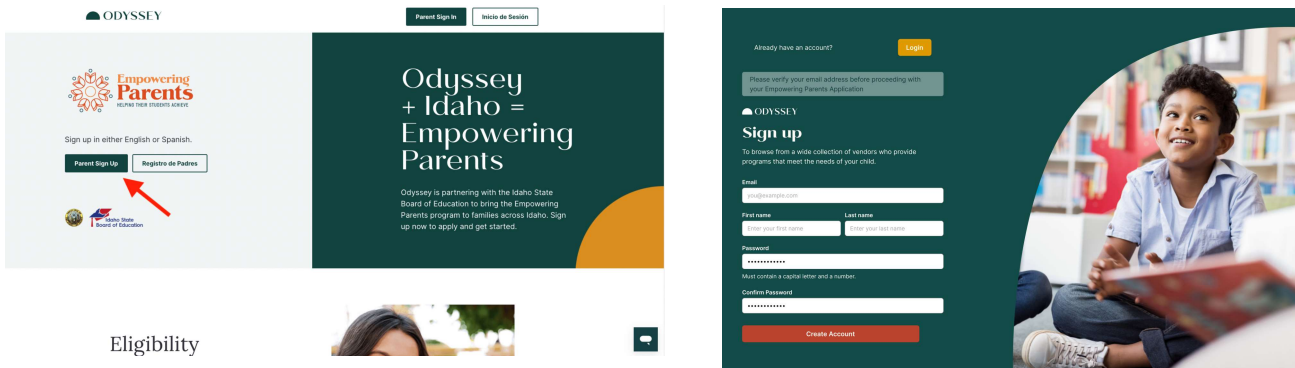 ODYSSEY
Parent Sign In
Inicio de Sesión
Empowering
Parents
HELPING THEIR STUDENTS ACHIEVE
Sign up in either English or Spanish.
Parent Sign Up
Registro de Padres
Idaho State
Board of Education
Odyssey
+ Idaho =
Empowering
Parents
Odyssey is partnering with the Idaho State
Board of Education to bring the Empowering
Parents program to families across Idaho. Sign
up now to apply and get started.
Eligibility
Already have an account?
Login
Please verify your email address before proceeding with
your Empowering Parents Application
ODYSSEY
Sign up
To browse from a wide collection of vendors who provide
programs that meet the needs of your child.
Email
you@example.com
First name
Last name
Enter your first name
Enter your last name
Password
••••••••••••
Must contain a capital letter and a number.
Confirm Password
••••••••••••
Create Account